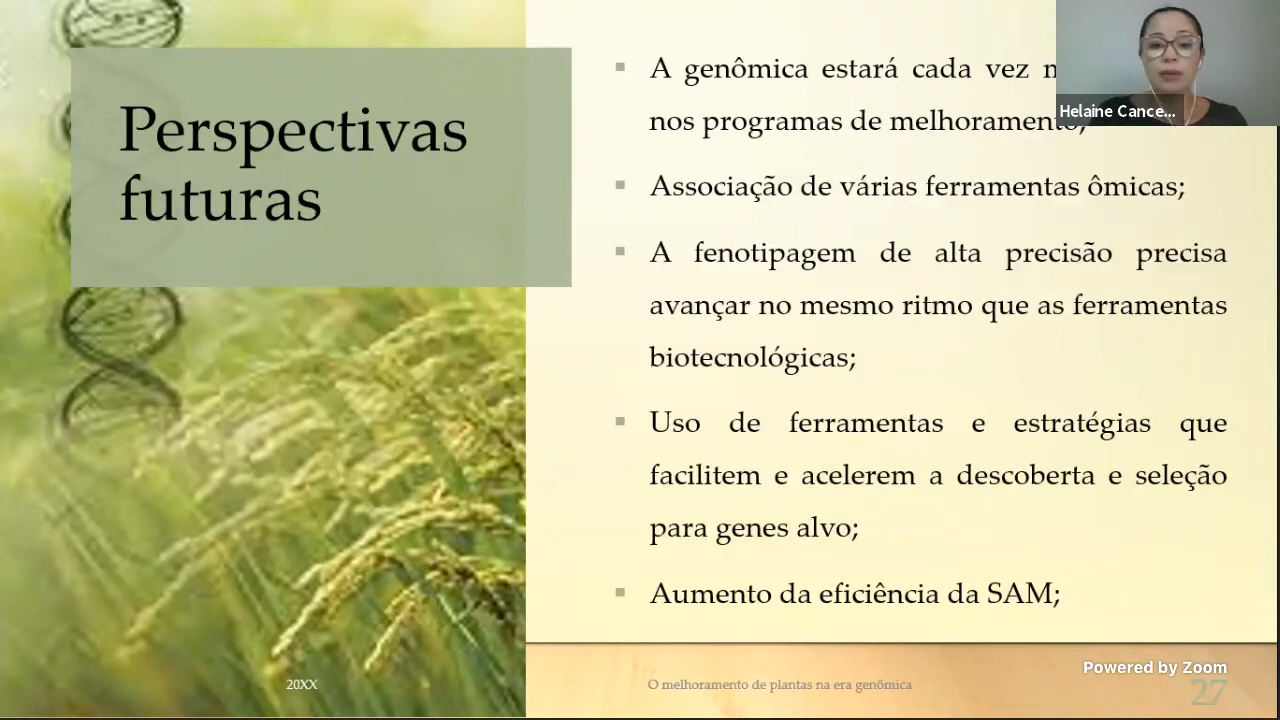 Perspectivas
futuras
A genômica estará cada vez
nos programas de melhoramento,
Associação de várias ferramentas ômicas;
A fenotipagem de alta precisão precisa
avançar no mesmo ritmo que as ferramentas
biotecnológicas;
Uso de ferramentas e estratégias que
facilitem e acelerem a descoberta e seleção
para genes alvo;
Aumento da eficiência da SAM;
Helaine Cance...
20XX
O melhoramento de plantas na era genômica
Powered by Zoom
27